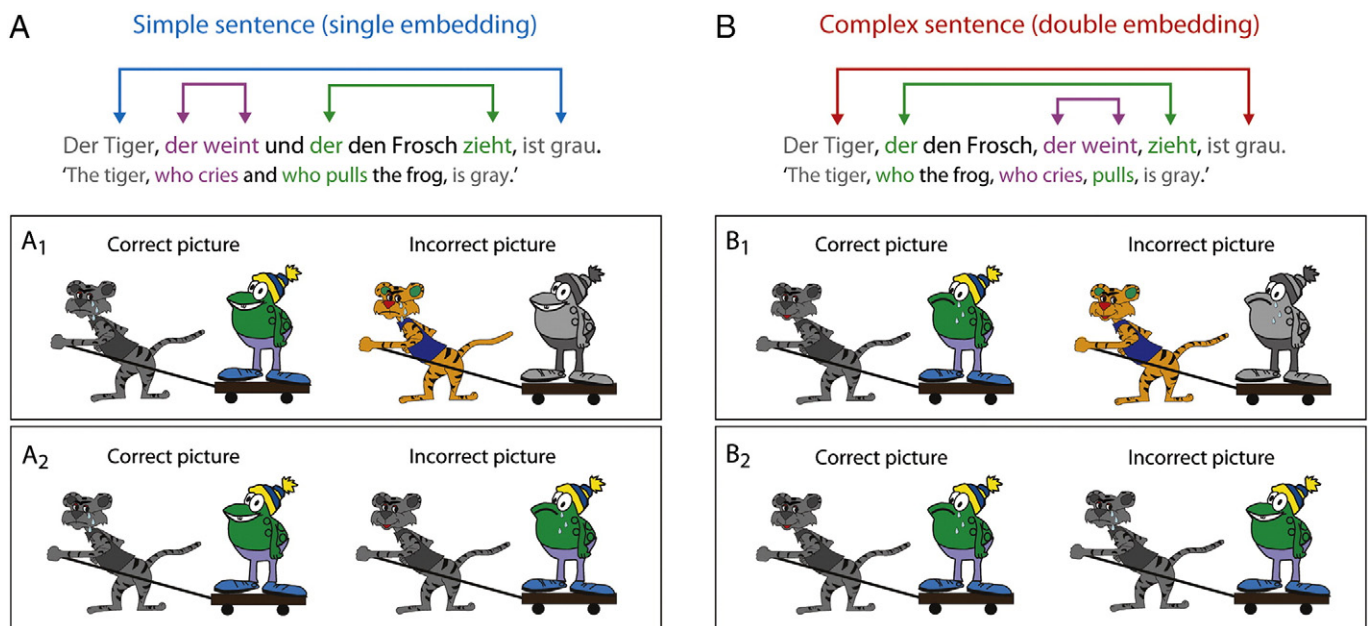 A
Simple sentence (single embedding)
Der Tiger, der weint und der den Frosch zieht, ist grau.
‘The tiger, who cries and who pulls the frog, is gray.’
A1
Correct picture
Incorrect picture
A2
Correct picture
Incorrect picture
B
Complex sentence (double embedding)
Der Tiger, der den Frosch, der weint, zieht, ist grau.
‘The tiger, who the frog, who cries, pulls, is gray.’
B1
Correct picture
Incorrect picture
B2
Correct picture
Incorrect picture